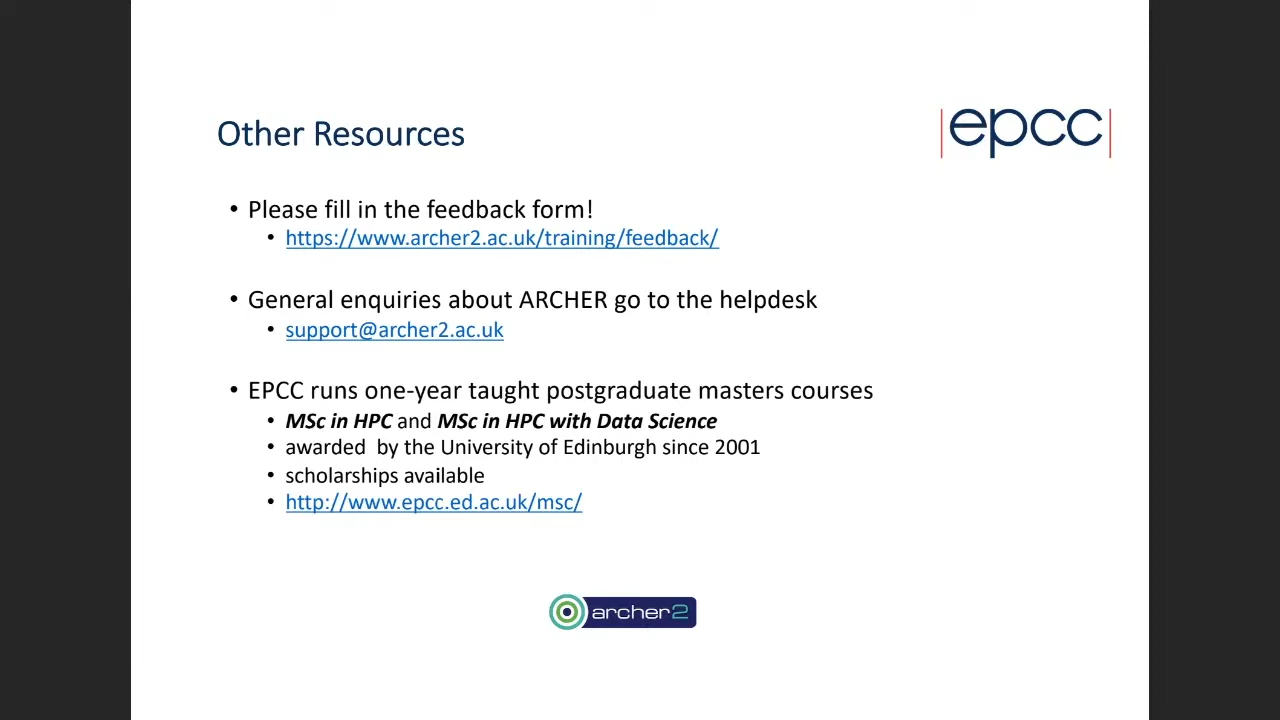 Other Resources
|epcc|
• Please fill in the feedback form!
• https://www.archer2.ac.uk/training/feedback/
• General enquiries about ARCHER go to the helpdesk
• support@archer2.ac.uk
• EPCC runs one-year taught postgraduate masters courses
• MSc in HPC and MSc in HPC with Data Science
• awarded  by the University of Edinburgh since 2001
• scholarships available
• http://www.epcc.ed.ac.uk/msc/
archer2